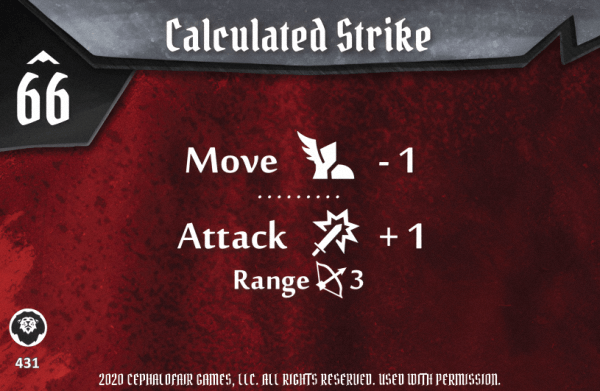 Calculated Strike
66
Move - 1
Attack + 1
Range 3
431
2020 CEPHALOFAIR GAMES, LLC. ALL RIGHTS RESERVED. USED WITH PERMISSION.